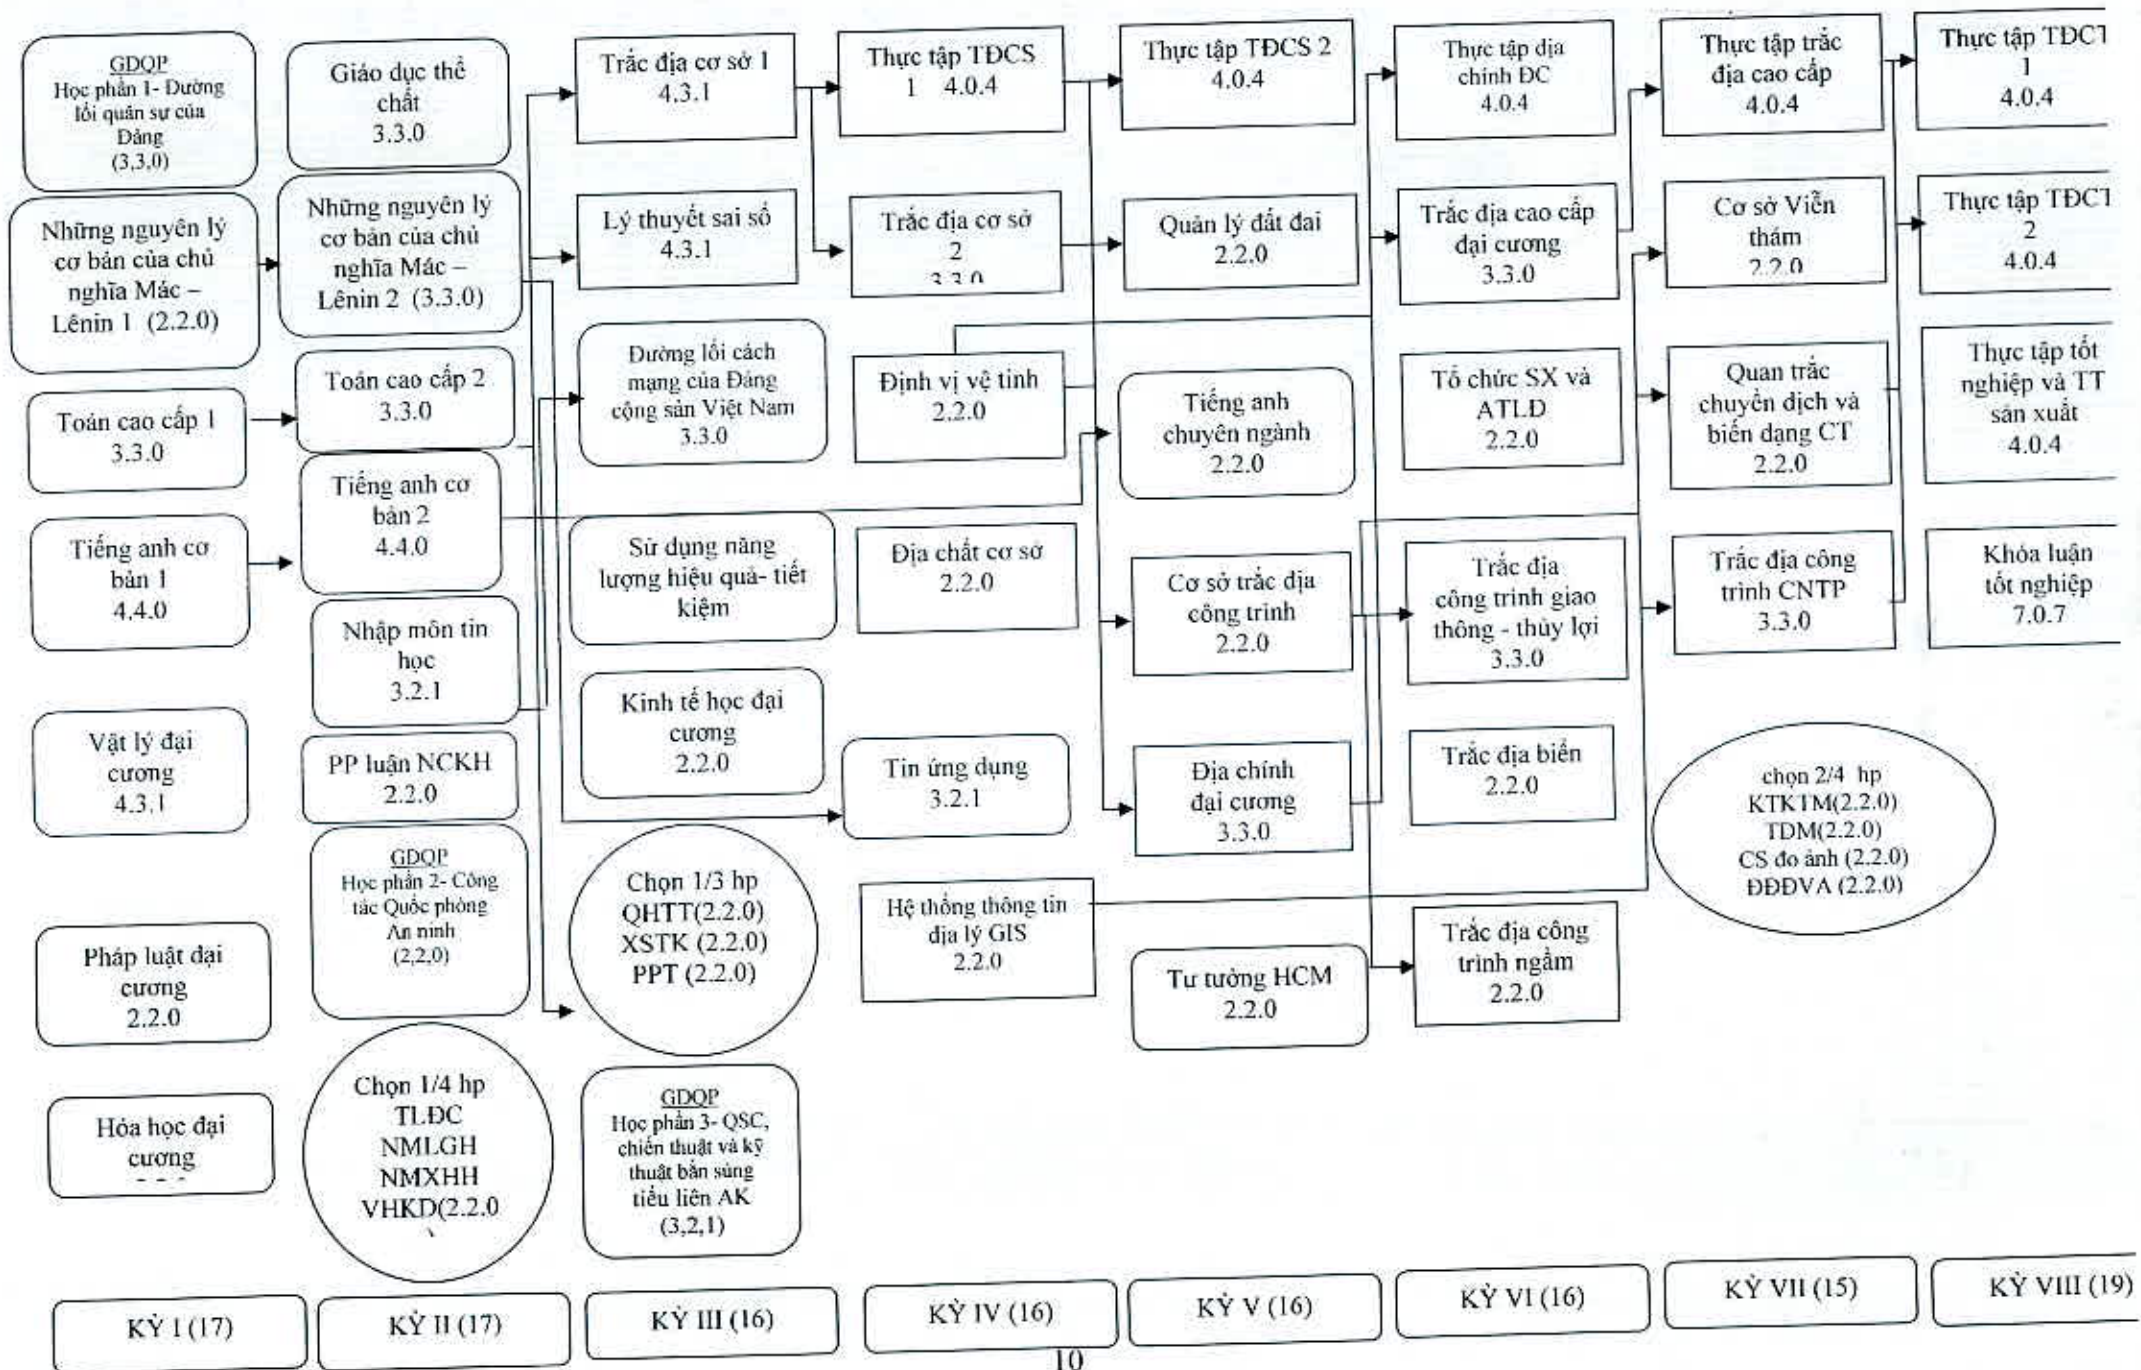 GDQP
Học phần 1- Đường
lối quân sự của
Đảng
(3,3,0)
Những nguyên lý
cơ bản của chủ
nghĩa Mác –
Lênin 1 (2.2.0)
Toán cao cấp 1
3.3.0
Tiếng anh cơ
bản 1
4.4.0
Vật lý đại
cương
4.3.1
Pháp luật đại
cương
2.2.0
Hóa học đại
cương
KỲ I (17)
Giáo dục thể
chất
3.3.0
Những nguyên lý
cơ bản của chủ
nghĩa Mác –
Lênin 2 (3.3.0)
Toán cao cấp 2
3.3.0
Tiếng anh cơ
bản 2
4.4.0
Nhập môn tin
học
3.2.1
PP luận NCKH
2.2.0
GDQP
Học phần 2- Công
tác Quốc phòng
An ninh
(2,2,0)
Chọn 1/4 hp
TLĐC
NMLGH
NMXHH
VHKD(2.2.0
KỲ II (17)
Trắc địa cơ sở 1
4.3.1
Lý thuyết sai số
4.3.1
Đường lối cách
mạng của Đảng
cộng sản Việt Nam
3.3.0
Sử dụng năng
lượng hiệu quả- tiết
kiệm
Kinh tế học đại
cương
2.2.0
Chọn 1/3 hp
QHTT(2.2.0)
XSTK (2.2.0)
PPT (2.2.0)
GDQP
Học phần 3- QSC,
chiến thuật và kỹ
thuật bắn súng
tiểu liên AK
(3,2,1)
KỲ III (16)
Thực tập TĐCS
1 4.0.4
Trắc địa cơ sở
2
3.3.0
Định vị vệ tinh
2.2.0
Địa chất cơ sở
2.2.0
Tin ứng dụng
3.2.1
Hệ thống thông tin
địa lý GIS
2.2.0
KỲ IV (16)
Thực tập TĐCS 2
4.0.4
Quản lý đất đai
2.2.0
Tiếng anh
chuyên ngành
2.2.0
Cơ sở trắc địa
công trình
2.2.0
Địa chính
đại cương
3.3.0
Tư tưởng HCM
2.2.0
KỲ V (16)
Thực tập địa
chính ĐC
4.0.4
Trắc địa cao cấp
đại cương
3.3.0
Tổ chức SX và
ATLĐ
2.2.0
Trắc địa
công trình giao
thông - thủy lợi
3.3.0
Trắc địa biển
2.2.0
Trắc địa công
trình ngầm
2.2.0
KỲ VI (16)
Thực tập trắc
địa cao cấp
4.0.4
Cơ sở Viễn
thám
2.2.0
Quan trắc
chuyển dịch và
biến dạng CT
2.2.0
Trắc địa công
trình CNTP
3.3.0
chọn 2/4 hp
KTKTM(2.2.0)
TDM(2.2.0)
CS đo ảnh (2.2.0)
ĐĐĐVA (2.2.0)
KỲ VII (15)
Thực tập TĐCT
1
4.0.4
Thực tập TĐCT
2
4.0.4
Thực tập tốt
nghiệp và TT
sản xuất
4.0.4
Khóa luận
tốt nghiệp
7.0.7
KỲ VIII (19)
10